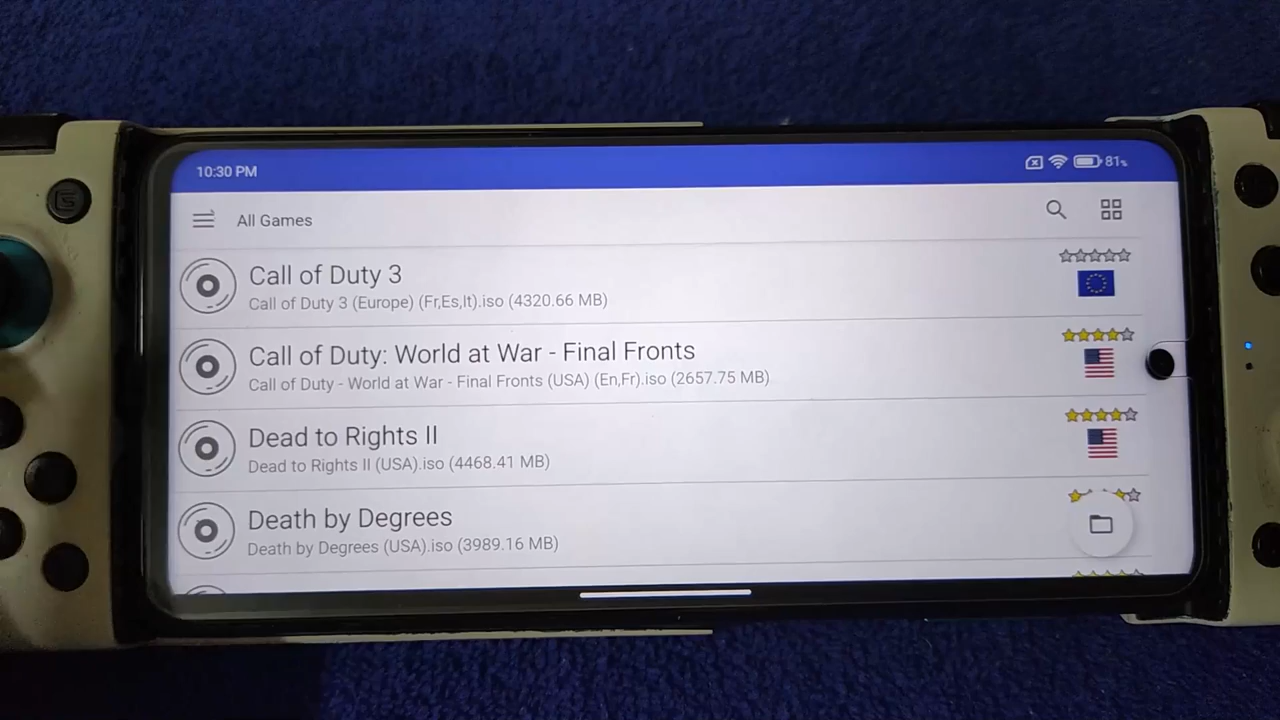 10:30 PM
81%
All Games
Call of Duty 3
Call of Duty 3 (Europe) (Fr,Es,It).iso (4320.66 MB)
Call of Duty: World at War - Final Fronts
Call of Duty - World at War - Final Fronts (USA) (En,Fr).iso (2657.75 MB)
Dead to Rights II
Dead to Rights II (USA).iso (4468.41 MB)
Death by Degrees
Death by Degrees (USA).iso (3989.16 MB)